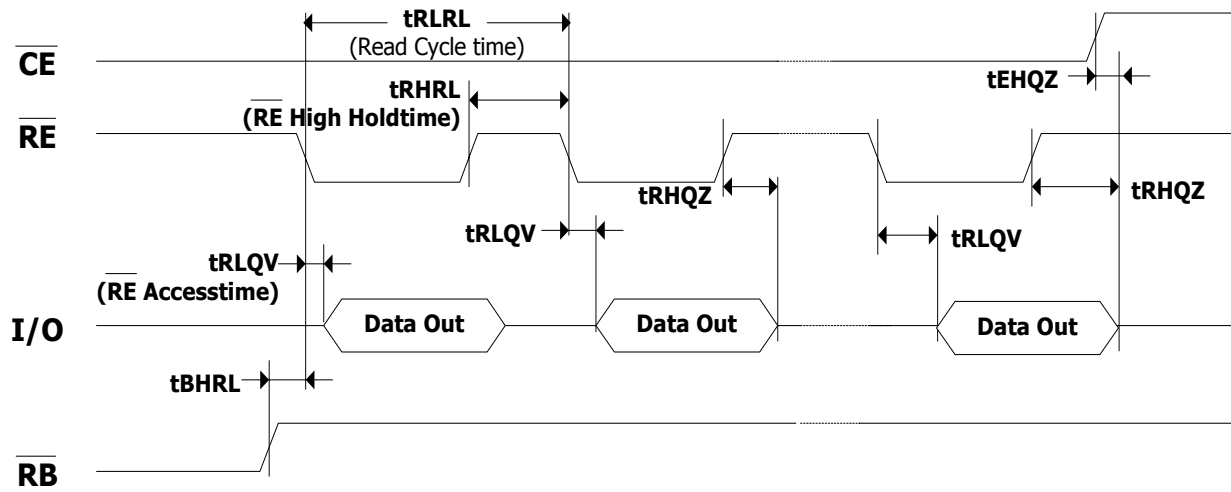 tRLRL
(Read Cycle time)
CE
tEHQZ
tRHRL
(RE High Holdtime)
RE
tRHQZ
tRHQZ
tRLQV
tRLQV
tRLQV
(RE Accesstime)
I/O
Data Out
Data Out
Data Out
tBHRL
RB